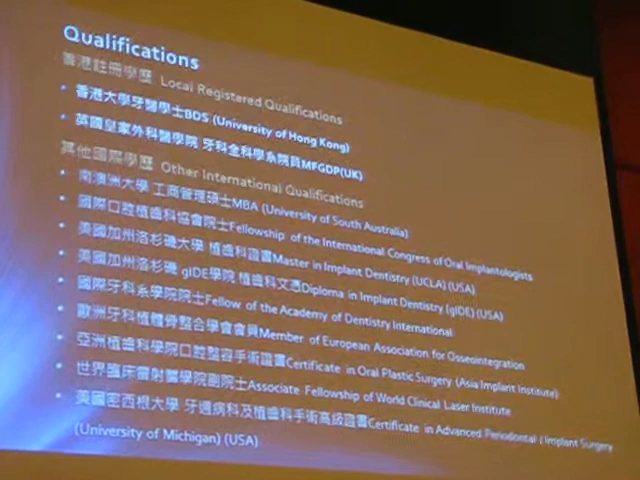 Qualifications
香港註冊學歷 Local Registered Qualifications
• 香港大學牙醫學士BDS (University of Hong Kong)
• 英國皇家外科醫學院 牙科全科學系院員MFGDP(UK)
其他國際學歷 Other International Qualifications
• 南澳洲大學 工商管理碩士MBA (University of South Australia)
• 國際口腔植齒科協會院士Fellowship of the International Congress of Oral Implantologists
• 美國加州洛杉磯大學 植齒科證書Master in Implant Dentistry (UCLA) (USA)
• 美國加州洛杉磯 gIDE學院 植齒科文憑Diploma in Implant Dentistry (gIDE) (USA)
• 國際牙科系學院院士Fellow of the Academy of Dentistry International
• 歐洲牙科植體骨整合學會會員Member of European Association for Osseointegration
• 亞洲植齒科學院口腔整容手術證書Certificate in Oral Plastic Surgery (Asia Implant Institute)
• 世界臨床雷射醫學院副院士Associate Fellowship of World Clinical Laser Institute
• 美國密西根大學 牙週病科及植齒科手術高級證書Certificate in Advanced Periodontal / Implant Surgery
(University of Michigan) (USA)